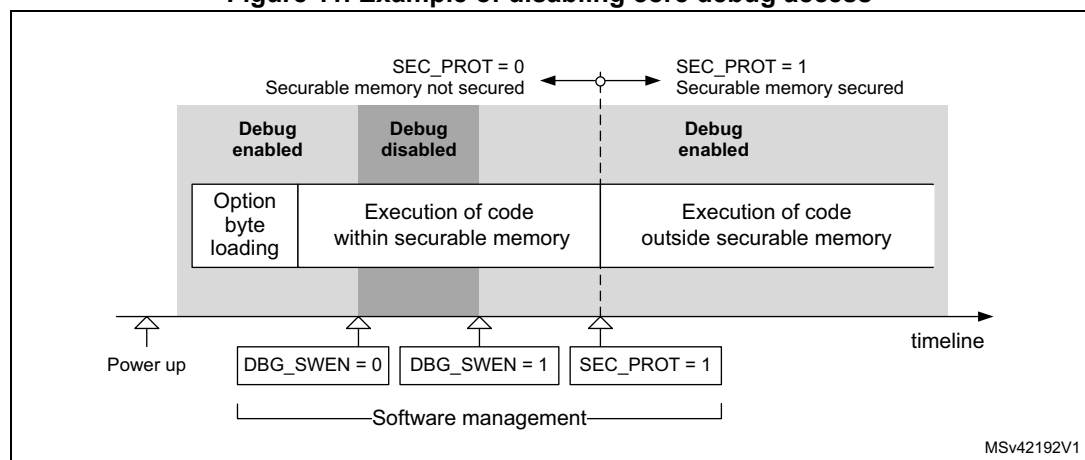 Figure 11. Example of disabling core debug access
SEC_PROT = 0
Securable memory not secured
SEC_PROT = 1
Securable memory secured
Debug
enabled
Debug
disabled
Debug
enabled
Option
byte
loading
Execution of code
within securable memory
Execution of code
outside securable memory
timeline
Power up
DBG_SWEN = 0
DBG_SWEN = 1
SEC_PROT = 1
Software management
MSv42192V1